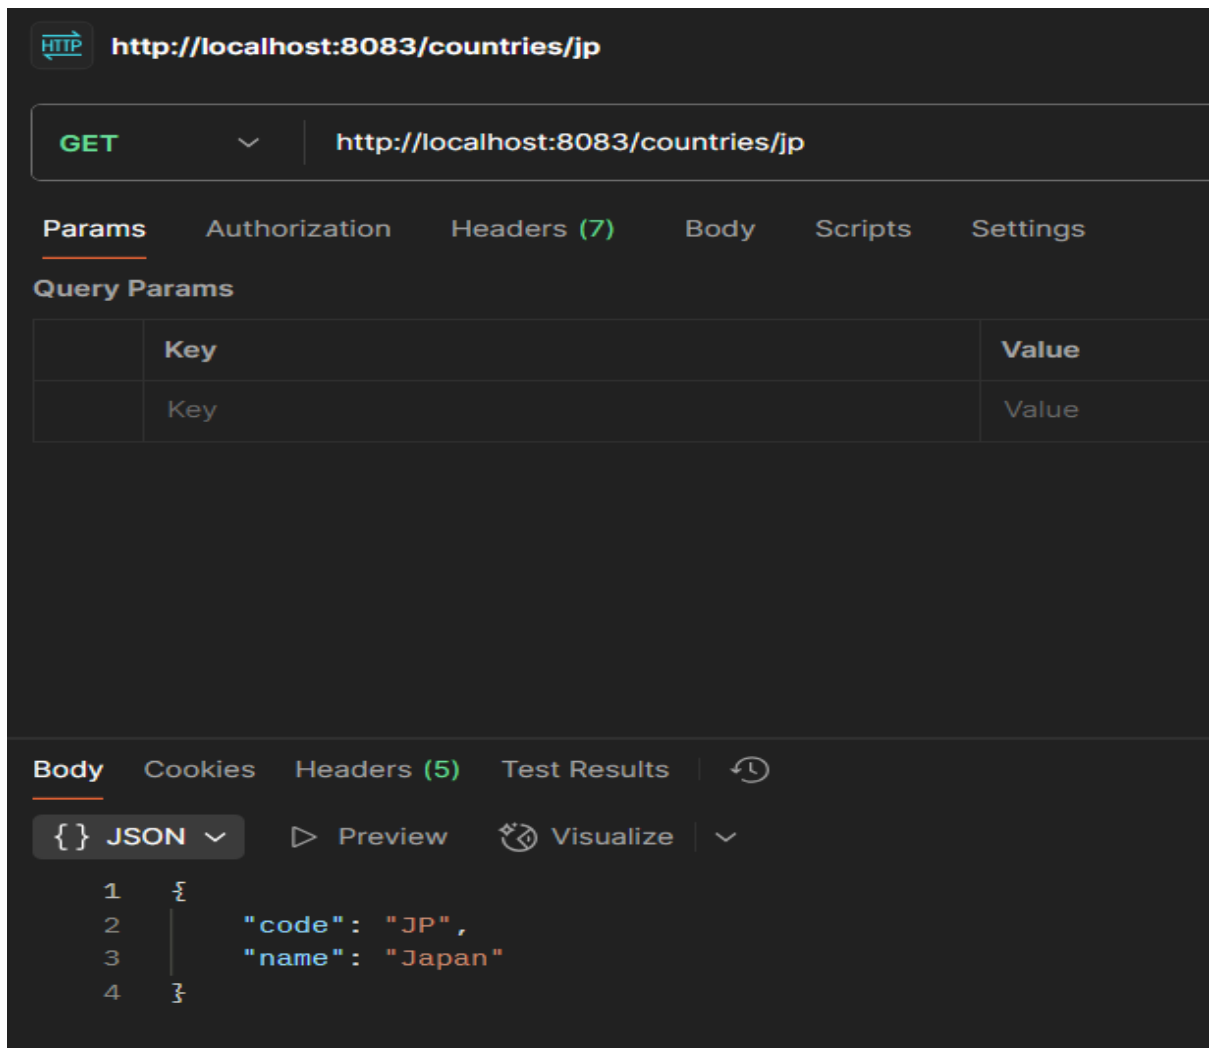 HTTP http://localhost:8083/countries/jp
GET http://localhost:8083/countries/jp
Params Authorization Headers (7) Body Scripts Settings
Query Params
Key Value
Key Value
Body Cookies Headers (5) Test Results
{} JSON Preview Visualize
1 {
2 "code": "JP",
3 "name": "Japan"
4 }